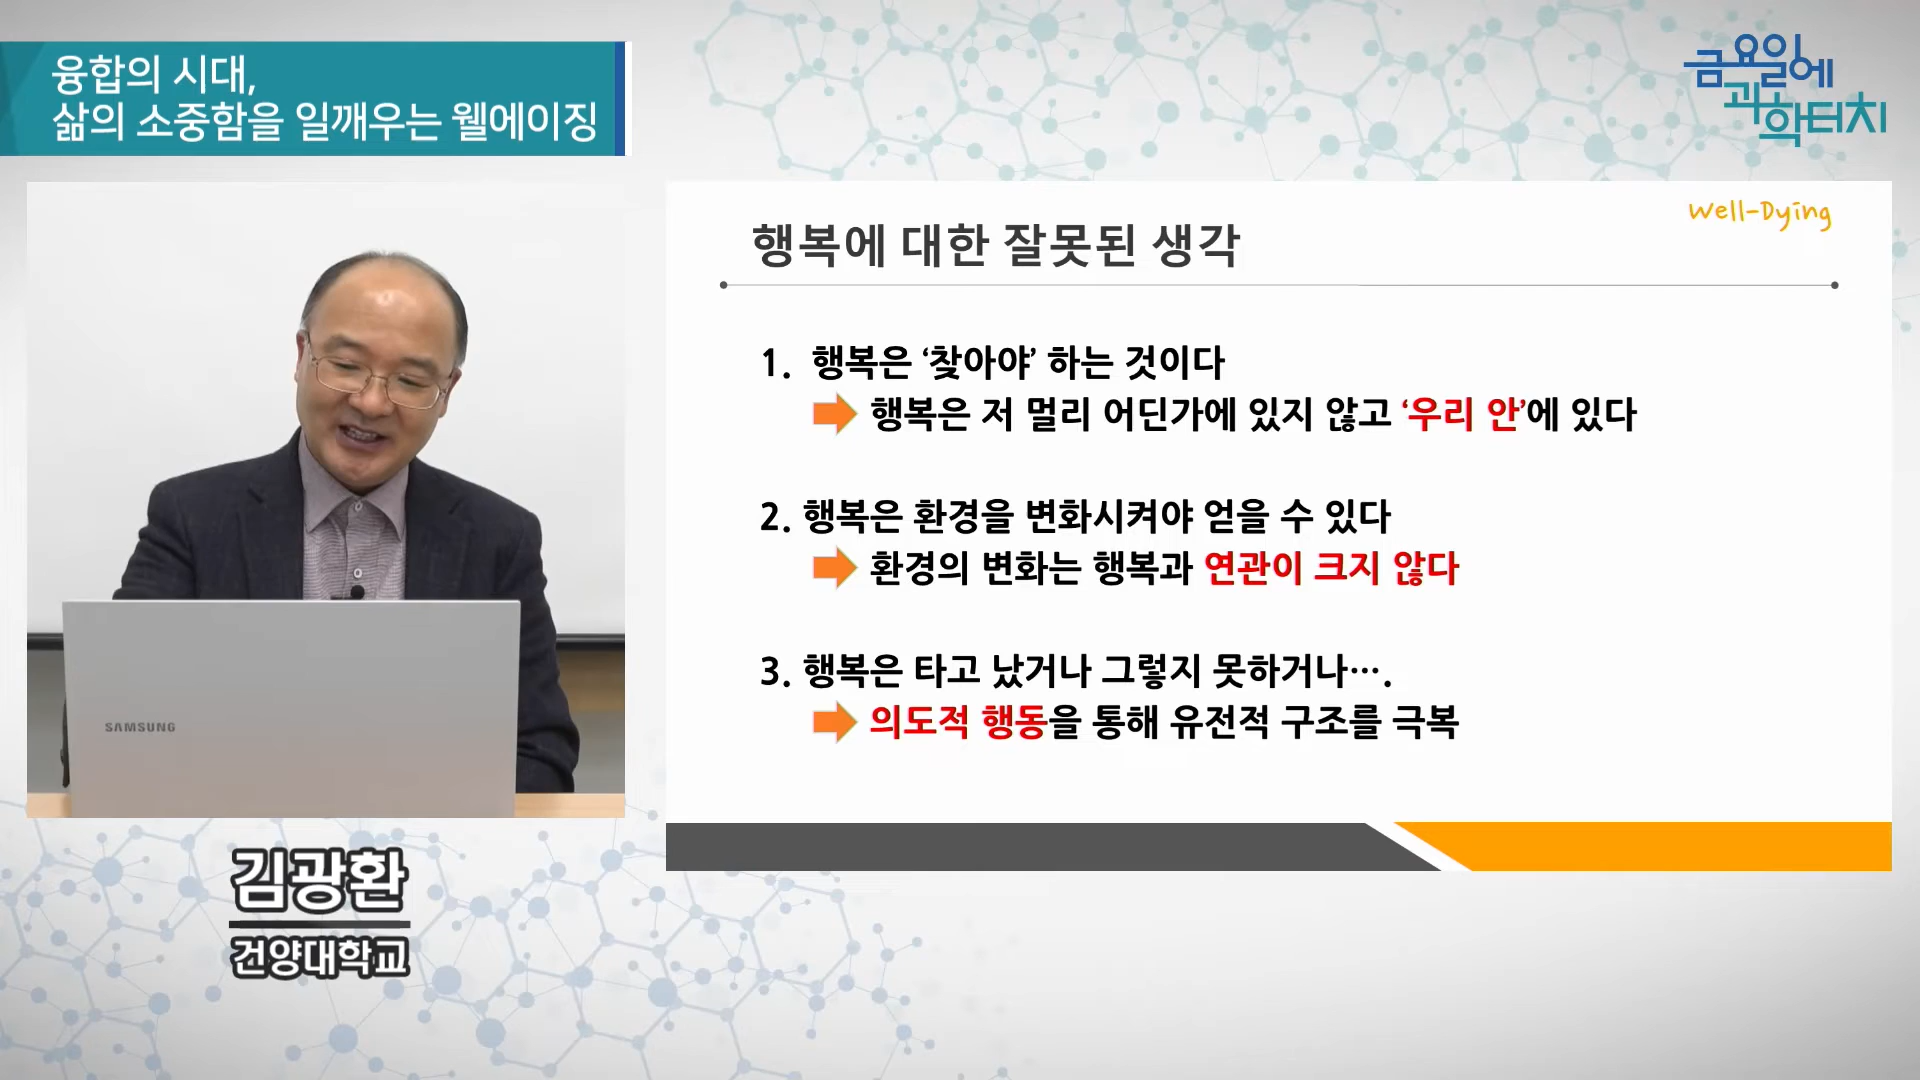 융합의 시대,
삶의 소중함을 일깨우는 웰에이징
금요일에
과학터치
Well-Dying
행복에 대한 잘못된 생각
1. 행복은 ‘찾아야’ 하는 것이다
행복은 저 멀리 어딘가에 있지 않고 ‘우리 안’에 있다
2. 행복은 환경을 변화시켜야 얻을 수 있다
환경의 변화는 행복과 연관이 크지 않다
3. 행복은 타고 났거나 그렇지 못하거나….
의도적 행동을 통해 유전적 구조를 극복
SAMSUNG
김광환
건양대학교